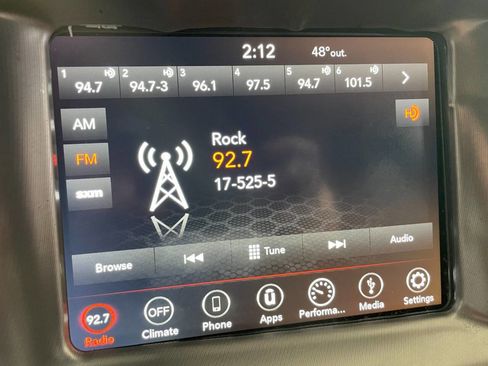 2:12 48°out.
1 2 3 4 5 6
94.7 94.7-3 96.1 97.5 94.7 101.5
AM
FM
sxm
Rock
92.7
17-525-5
Browse Tune Audio
92.7 OFF
Radio Climate Phone Apps Performa... Media Settings